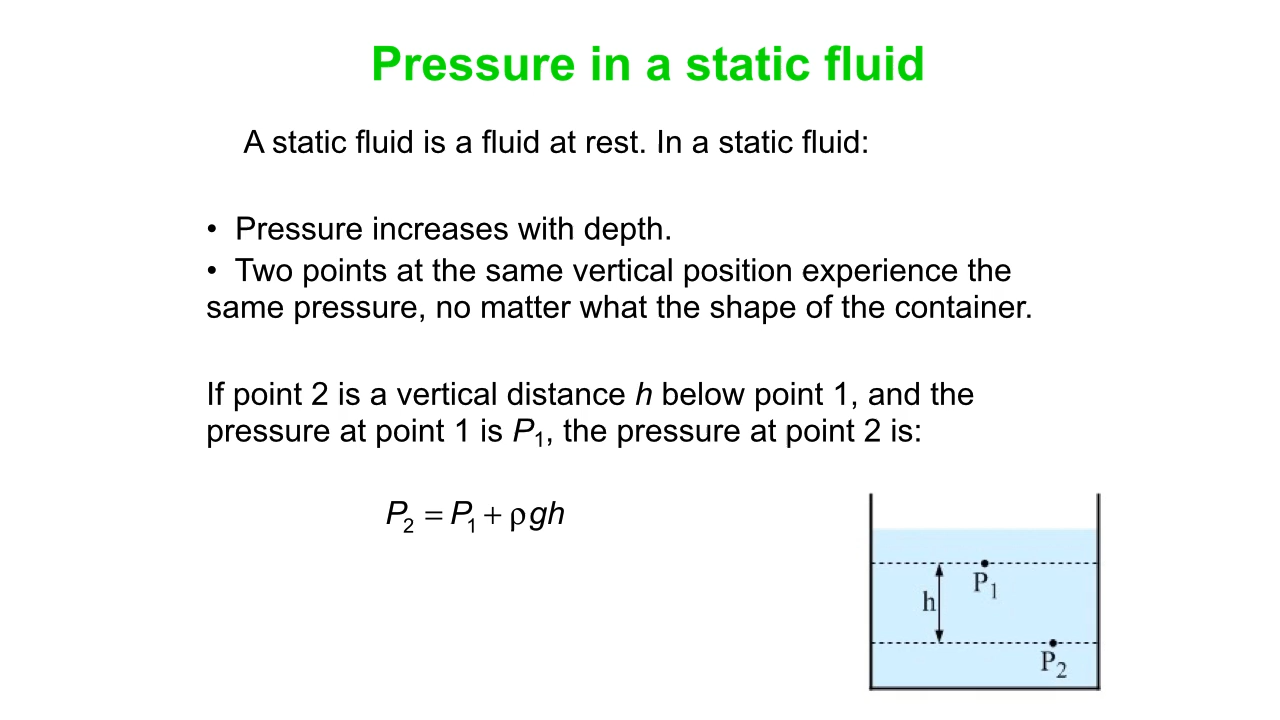 Pressure in a static fluid
A static fluid is a fluid at rest. In a static fluid:
• Pressure increases with depth.
• Two points at the same vertical position experience the
same pressure, no matter what the shape of the container.
If point 2 is a vertical distance h below point 1, and the
pressure at point 1 is P₁, the pressure at point 2 is:
P₂ = P₁ + ρgh
P₁
h
P₂